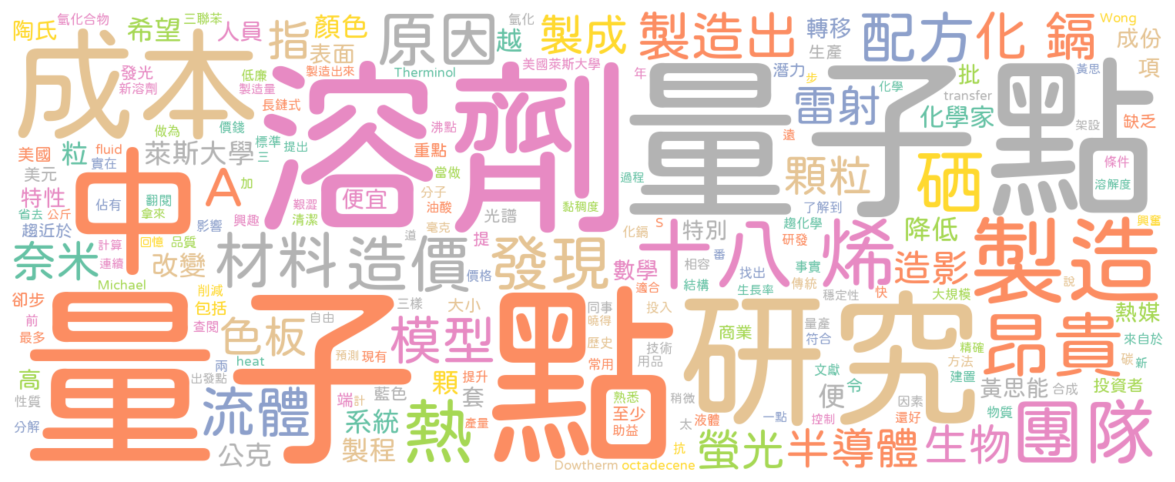 陶氏
氫化合物
希望
三聯苯
人員
指
顏色
表面
原因
越
製成
製造出
轉移
生產
配方
化
鎘
Wong
成份
項
成本
發光
新溶劑
低廉
製造量
製造出來
Therminol
美國萊斯大學
年
潛力
步
批
黃思
溶劑
量子點
雷射
化學
transfer
化學家
架設
缺乏
長鏈式
沸點
做為
價錢
標準
提出
三
重點
遠
美國
粒
fluid
實在
萊斯大學
中
A
當做
過程
顆粒
硒
條件
溶解度
美元
特性
佔有
翻閱
拿來
加
便宜
艱澀
清潔
分子
油酸
黏稠度
了解到
省去
公斤
趨近於
影響
興趣
毫克
光譜
S
特別
趨化學
研發
降低
興奮
奈米
計算
連續
回憶
品質
改變
材料
造價
道
提
價格
發現
化鎘
數學
適合
十八
烯
番
相容
結構
找出
生長率
事實
傳統
造影
製造
Michael
卻步
前
最多
削減
包括
查閱
三樣
大小
同事
曉得
投入
穩定性
快
大規模
說
熱媒
量子點
色板
自由
模型
歷史
技術
用品
研究
商業
量產
符合
昂貴
精確
方法
來自於
碳
新
高
性質
分解
兩
出發點
heat
預測
現有
常用
顆
提升
套
產量
藍色
端
計
文獻
便
令
建置
黃思能
合成
投資者
流體
系統
熱
熟悉
至少
助益
稍微
太
液體
一點
控制
因素
還好
物質
公克
製程
Dowtherm
octadecene
抗
螢光
半導體
生物
團隊